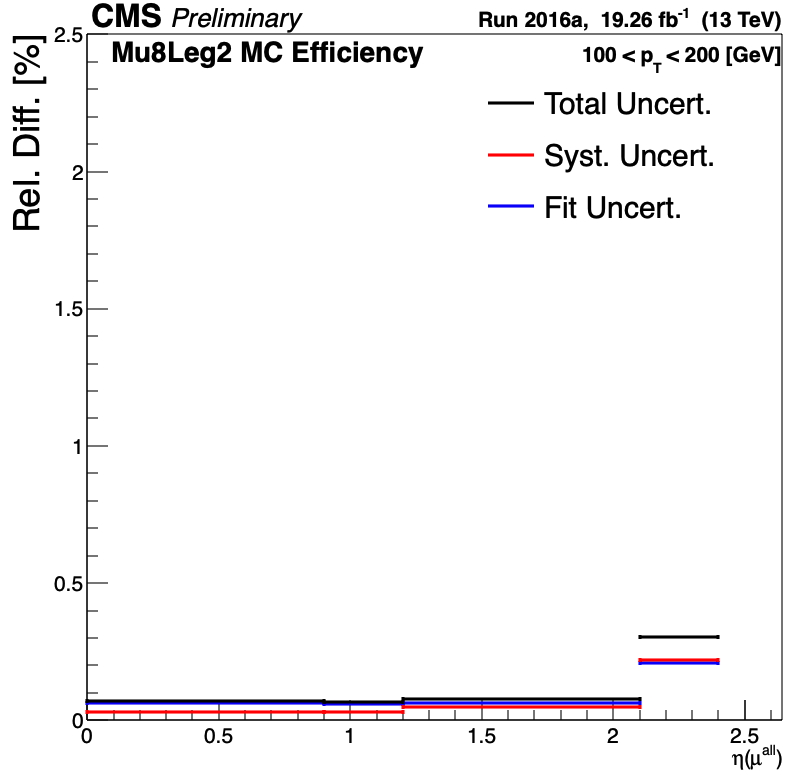 CMS Preliminary
Run 2016a, 19.26 fb⁻¹ (13 TeV)
Mu8Leg2 MC Efficiency
100 < p_T < 200 [GeV]
Rel. Diff. [%]
Total Uncert.
Syst. Uncert.
Fit Uncert.
2.5
2
1.5
1
0.5
0
0 0.5 1 1.5 2 2.5
η(μ^all)